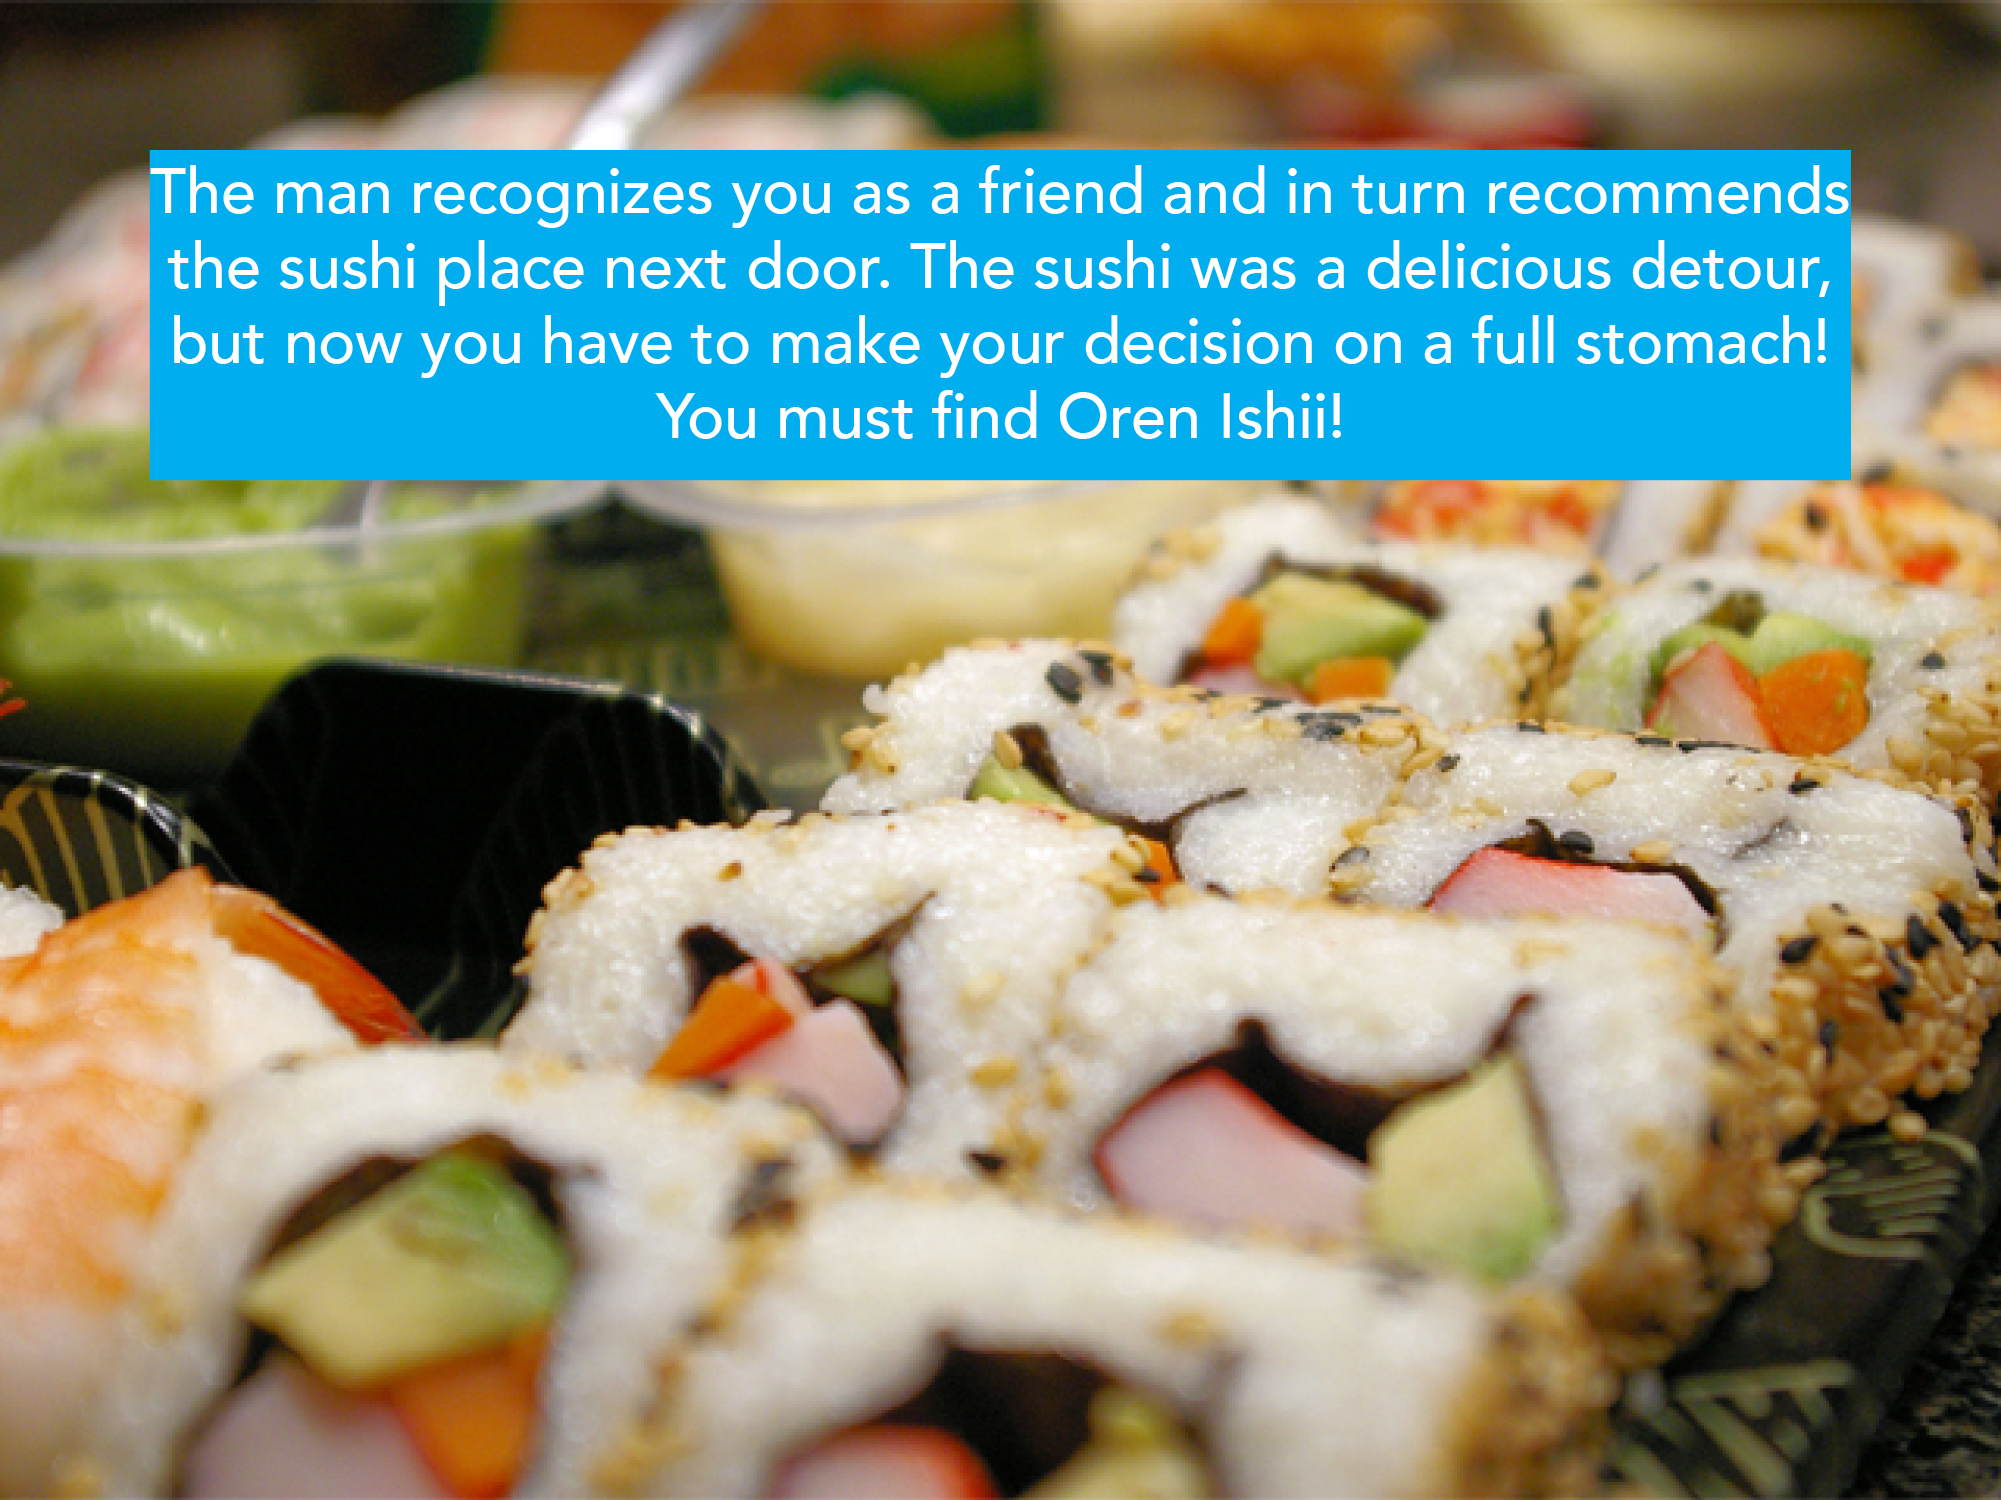 The man recognizes you as a friend and in turn recommends
the sushi place next door. The sushi was a delicious detour,
but now you have to make your decision on a full stomach!
You must find Oren Ishii!